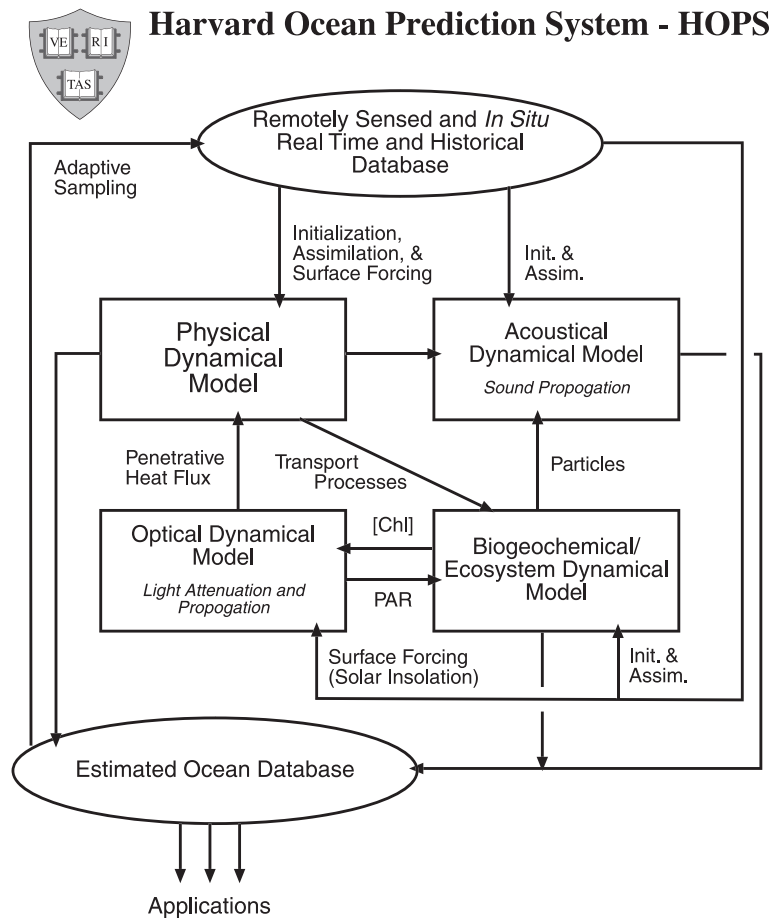 VE RI
TAS
Harvard Ocean Prediction System - HOPS
Remotely Sensed and In Situ
Real Time and Historical
Database
Adaptive
Sampling
Initialization,
Assimilation, &
Surface Forcing
Init. &
Assim.
Physical
Dynamical
Model
Acoustical
Dynamical Model
Sound Propogation
Penetrative
Heat Flux
Transport
Processes
Particles
Optical Dynamical
Model
Light Attenuation and
Propogation
[Chl]
PAR
Biogeochemical/
Ecosystem Dynamical
Model
Surface Forcing
(Solar Insolation)
Init. &
Assim.
Estimated Ocean Database
Applications